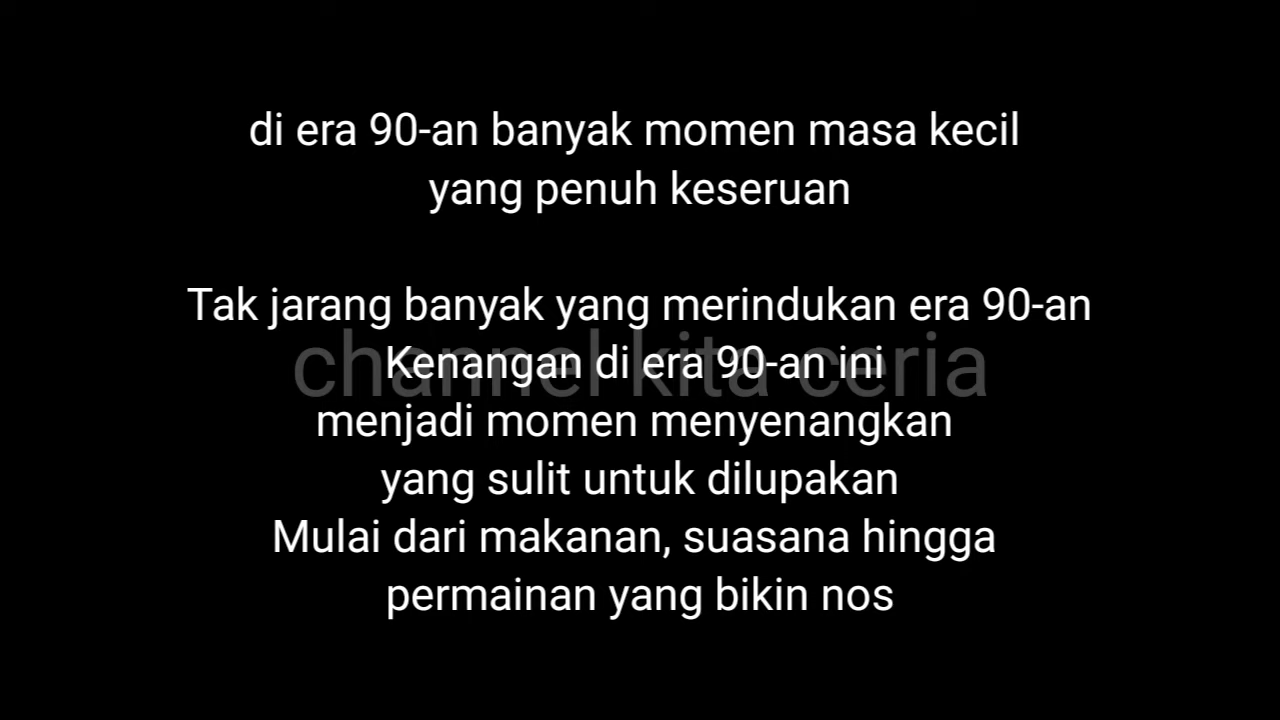 di era 90-an banyak momen masa kecil
yang penuh keseruan
Tak jarang banyak yang merindukan era 90-an
channel kita ceria
Kenangan di era 90-an ini
menjadi momen menyenangkan
yang sulit untuk dilupakan
Mulai dari makanan, suasana hingga
permainan yang bikin nos